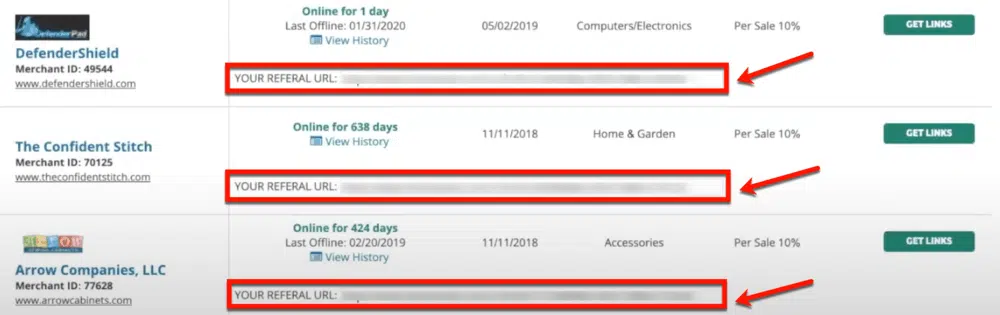 DefenderPad
DefenderShield
Merchant ID: 49544
www.defendershield.com
Online for 1 day
Last Offline: 01/31/2020
View History
05/02/2019
Computers/Electronics
Per Sale 10%
GET LINKS
YOUR REFERAL URL:
The Confident Stitch
Merchant ID: 70125
www.theconfidentstitch.com
Online for 638 days
View History
11/11/2018
Home & Garden
Per Sale 10%
GET LINKS
YOUR REFERAL URL:
Arrow Companies, LLC
Merchant ID: 77628
www.arrowcabinets.com
Online for 424 days
Last Offline: 02/20/2019
View History
11/11/2018
Accessories
Per Sale 10%
GET LINKS
YOUR REFERAL URL: